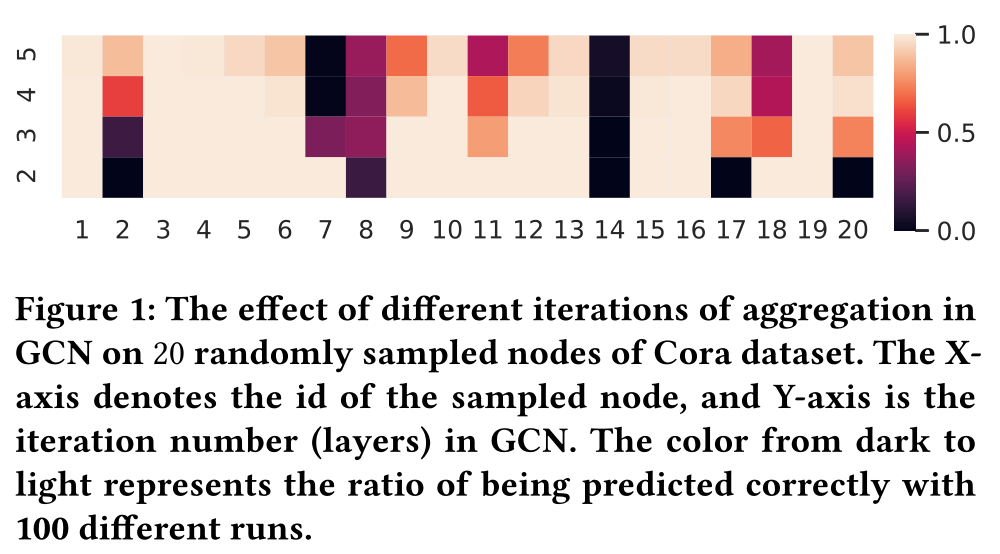 5
4
3
2
1 2 3 4 5 6 7 8 9 10 11 12 13 14 15 16 17 18 19 20
1.0
0.5
0.0
Figure 1: The effect of different iterations of aggregation in
GCN on 20 randomly sampled nodes of Cora dataset. The X-
axis denotes the id of the sampled node, and Y-axis is the
iteration number (layers) in GCN. The color from dark to
light represents the ratio of being predicted correctly with
100 different runs.